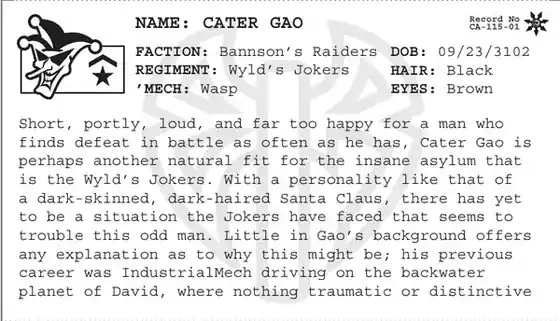 NAME: CATER GAO
Record No
CA-115-01
FACTION: Bannson's Raiders DOB: 09/23/3102
REGIMENT: Wyld's Jokers HAIR: Black
'MECH: Wasp EYES: Brown
Short, portly, loud, and far too happy for a man who
finds defeat in battle as often as he has, Cater Gao is
perhaps another natural fit for the insane asylum that
is the Wyld's Jokers. With a personality like that of
a dark-skinned, dark-haired Santa Claus, there has yet
to be a situation the Jokers have faced that seems to
trouble this odd man. Little in Gao's background offers
any explanation as to why this might be; his previous
career was IndustrialMech driving on the backwater
planet of David, where nothing traumatic or distinctive